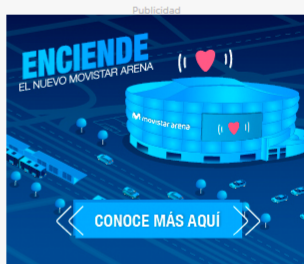 Publicidad
ENCIENDE
EL NUEVO MOVISTAR ARENA
movistar arena
CONOCE MÁS AQUÍ